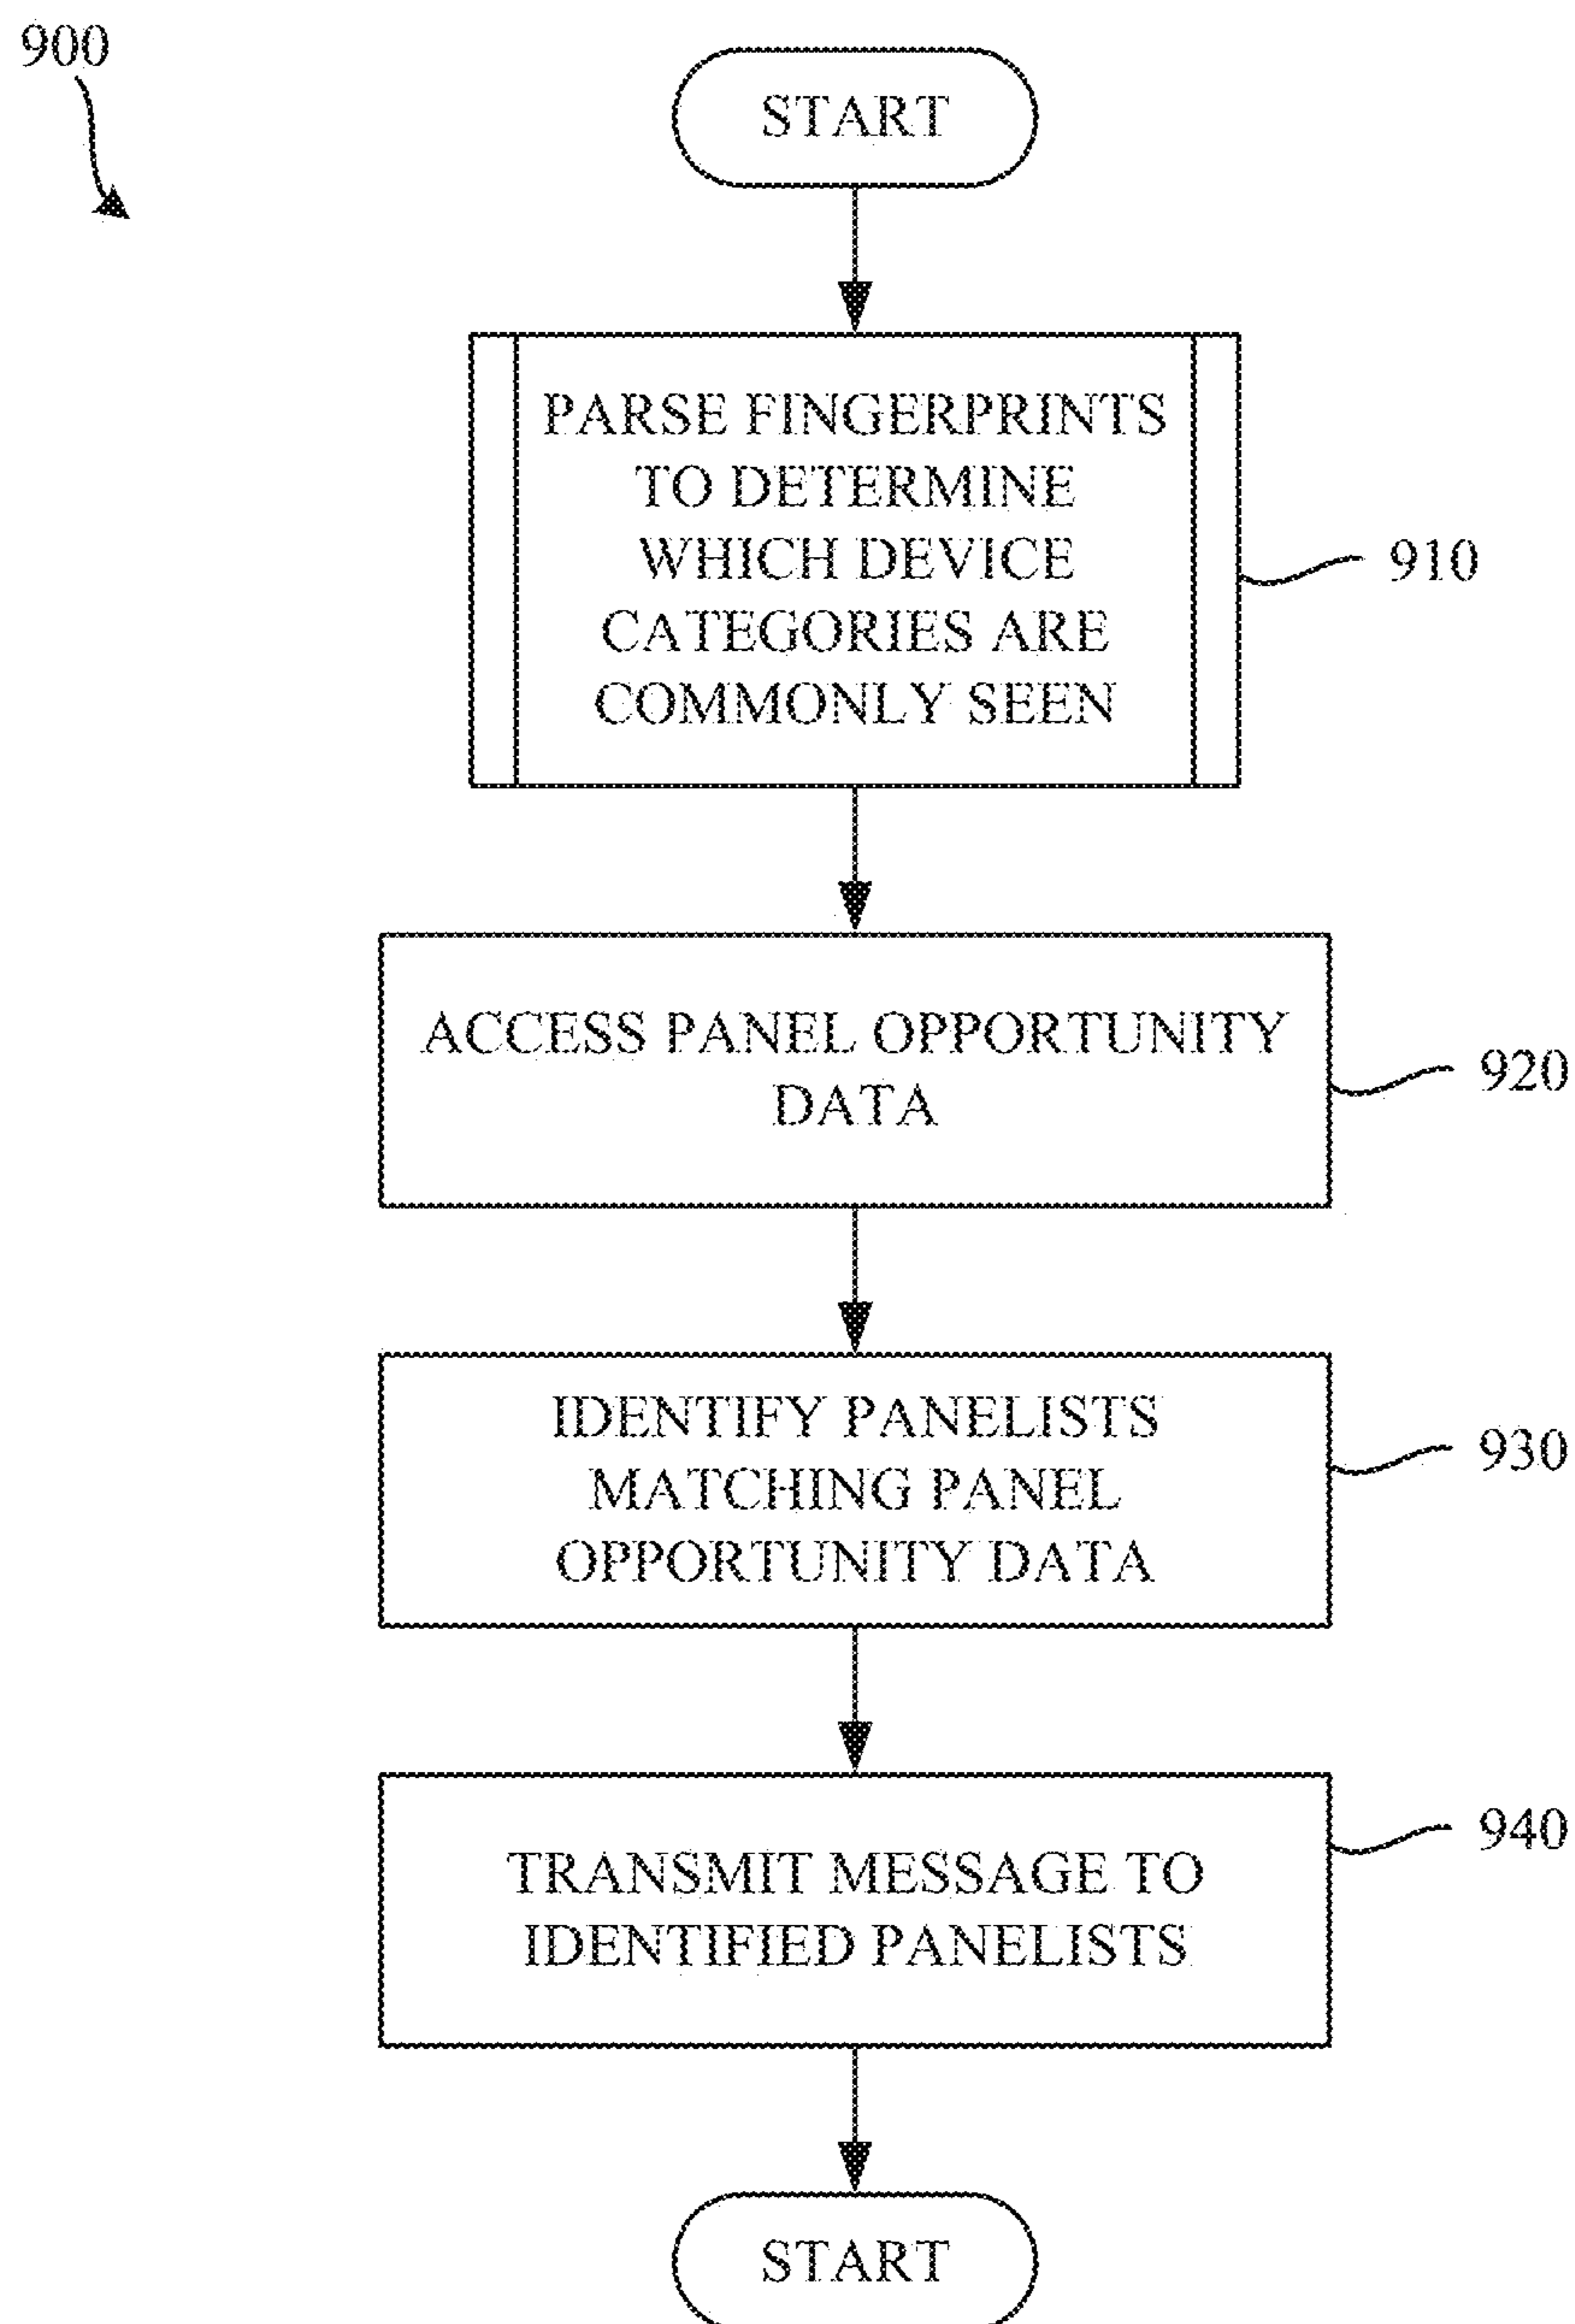 900
START
PARSE FINGERPRINTS
TO DETERMINE
WHICH DEVICE
CATEGORIES ARE
COMMONLY SEEN
910
ACCESS PANEL OPPORTUNITY
DATA
920
IDENTIFY PANELISTS
MATCHING PANEL
OPPORTUNITY DATA
930
TRANSMIT MESSAGE TO
IDENTIFIED PANELISTS
940
START